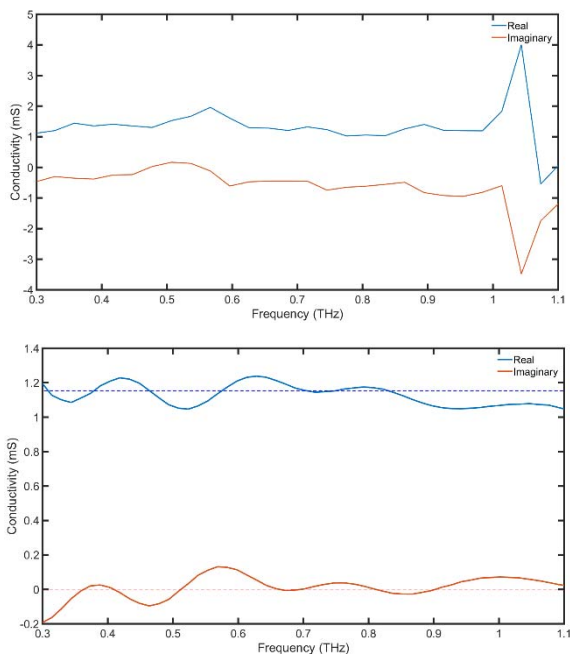 5
4
3
2
1
0
-1
-2
-3
-4
Conductivity (mS)
Real
Imaginary
0.3 0.4 0.5 0.6 0.7 0.8 0.9 1 1.1
Frequency (THz)
1.4
1.2
1
0.8
0.6
0.4
0.2
0
-0.2
Conductivity (mS)
Real
Imaginary
0.3 0.4 0.5 0.6 0.7 0.8 0.9 1 1.1
Frequency (THz)